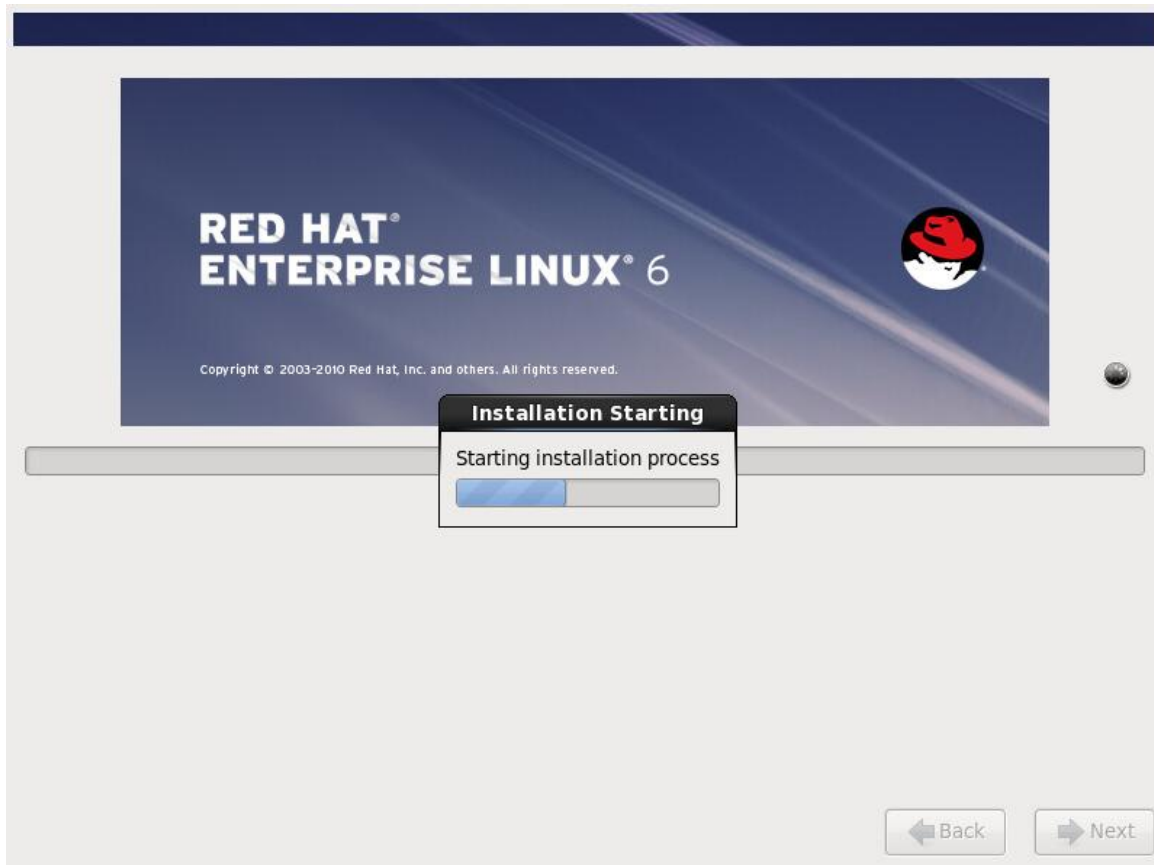 RED HAT®
ENTERPRISE LINUX® 6
Copyright © 2003-2010 Red Hat, Inc. and others. All rights reserved.
Installation Starting
Starting installation process
Back
Next